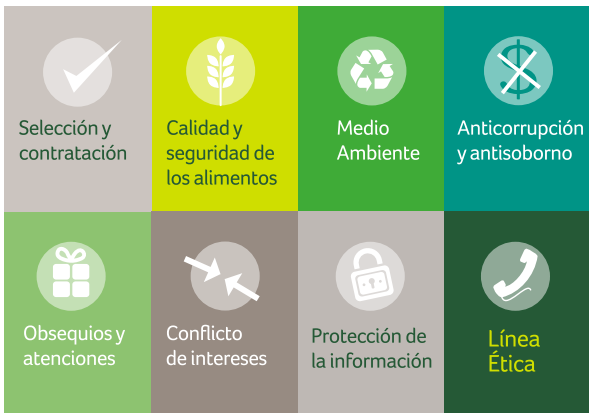 Selección y
contratación
Calidad y
seguridad de
los alimentos
Medio
Ambiente
Anticorrupción
y antisoborno
Obsequios y
atenciones
Conflicto
de intereses
Protección de
la información
Línea
Ética